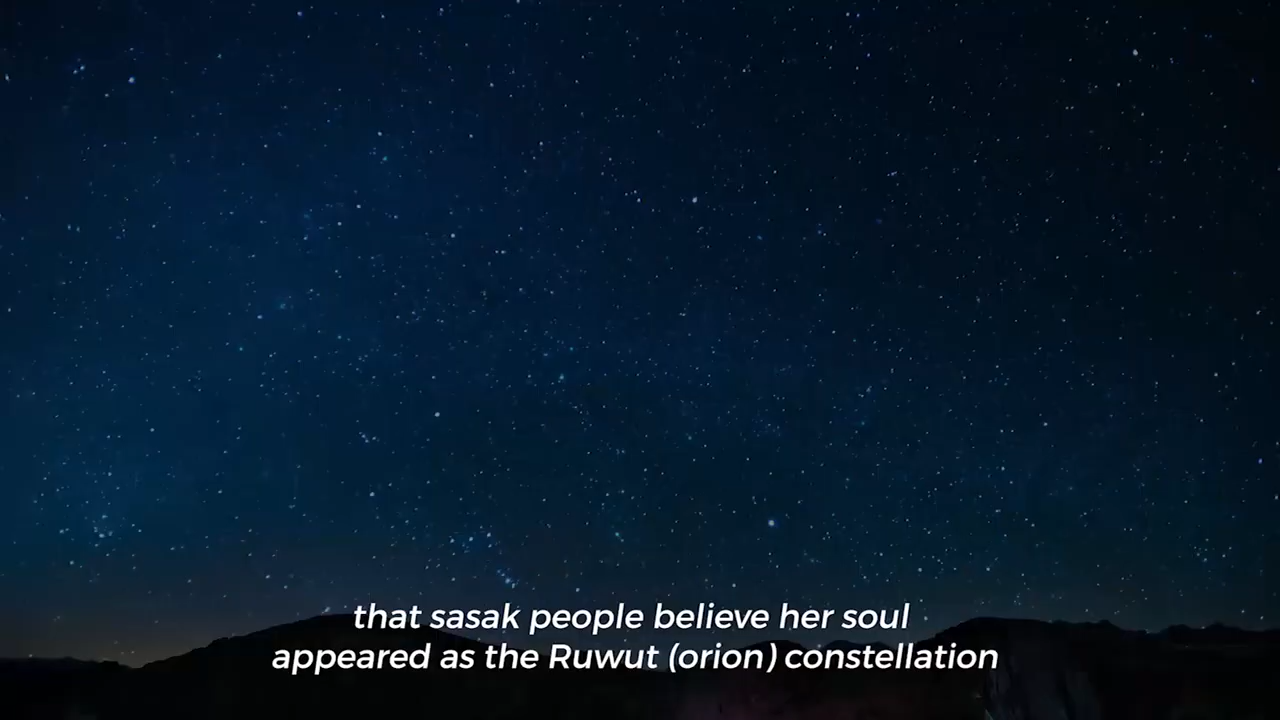 that sasak people believe her soul
appeared as the Ruwut (orion) constellation